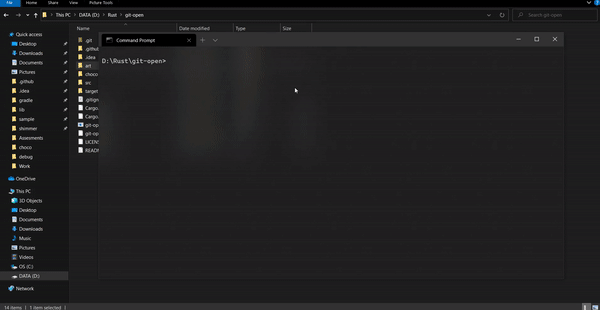 File Home Share View Picture Tools
This PC > DATA (D:) > Rust > git-open
Search git-open
Name Date modified Type Size
Quick access
Desktop
Downloads
Documents
Pictures
.github
.idea
gradle
lib
sample
shimmer
Assesments
choco
debug
Work
OneDrive
This PC
3D Objects
Desktop
Documents
Downloads
Music
Pictures
Videos
OS (C:)
DATA (D:)
Network
.git
.github
.idea
art
choco
src
target
.gitign
Cargo.
Cargo.
git-op
git-op
LICEN
READ
Command Prompt
D:\Rust\git-open>
14 items 1 item selected